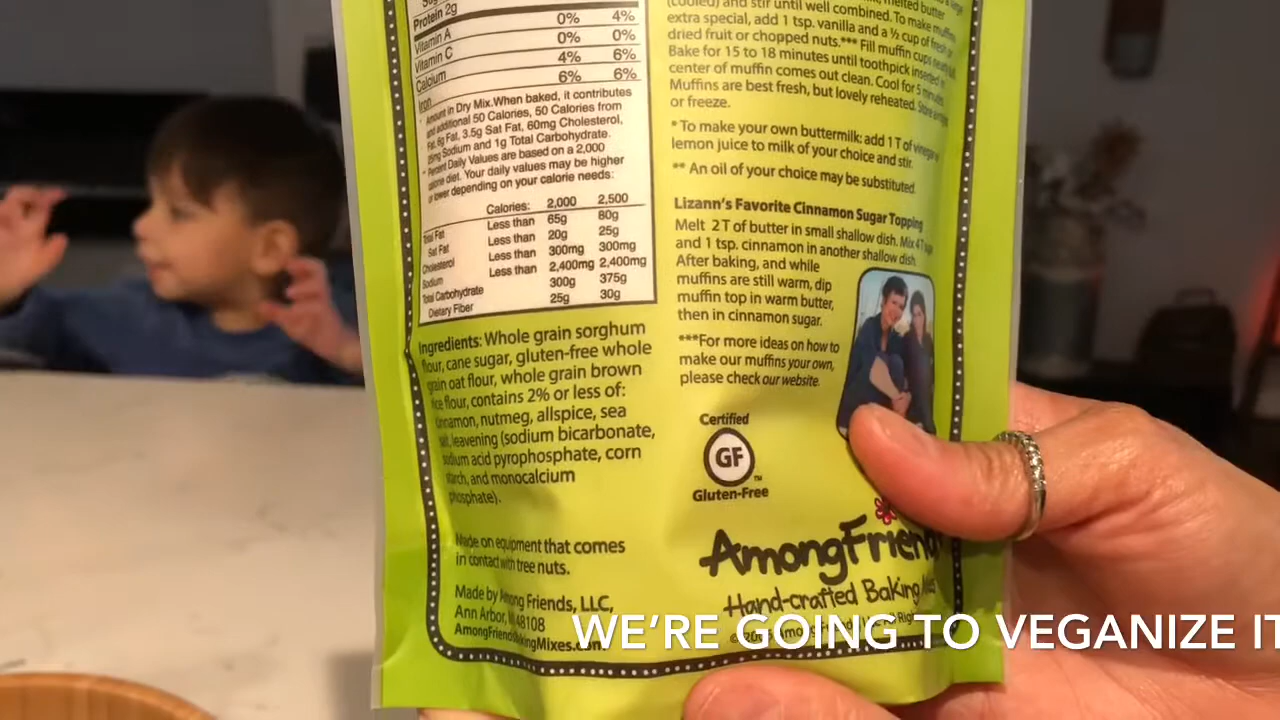 Protein 2g
Vitamin A 0% 4%
Vitamin C 0% 0%
Calcium 4% 6%
Iron 6% 6%
Amount in Dry Mix. When baked, it contributes
and additional 50 Calories, 50 Calories from
Fat, 6g Fat, 3.5g Sat Fat, 60mg Cholesterol,
Sodium and 1g Total Carbohydrate.
Percent Daily Values are based on a 2,000
calorie diet. Your daily values may be higher
or lower depending on your calorie needs:
Calories: 2,000 2,500
Total Fat Less than 65g 80g
Sat Fat Less than 20g 25g
Cholesterol Less than 300mg 300mg
Sodium Less than 2,400mg 2,400mg
Total Carbohydrate 300g 375g
Dietary Fiber 25g 30g
Ingredients: Whole grain sorghum
flour, cane sugar, gluten-free whole
grain oat flour, whole grain brown
rice flour, contains 2% or less of:
cinnamon, nutmeg, allspice, sea
salt, leavening (sodium bicarbonate,
sodium acid pyrophosphate, corn
starch, and monocalcium
phosphate).
Made on equipment that comes
in contact with tree nuts.
Made by Among Friends, LLC,
Ann Arbor, MI 48108
AmongFriendsBakingMixes.com
melted butter
(cooled) and stir until well combined. To make muffins
extra special, add 1 tsp. vanilla and a ½ cup of fresh or
dried fruit or chopped nuts.*** Fill muffin cups
Bake for 15 to 18 minutes until toothpick inserted in
center of muffin comes out clean. Cool for 5 minutes
Muffins are best fresh, but lovely reheated. Store
or freeze.
* To make your own buttermilk: add 1 T of vinegar or
lemon juice to milk of your choice and stir.
** An oil of your choice may be substituted
Lizann's Favorite Cinnamon Sugar Topping
Melt 2 T of butter in small shallow dish. Mix 4 T sugar
and 1 tsp. cinnamon in another shallow dish.
After baking, and while
muffins are still warm, dip
muffin top in warm butter,
then in cinnamon sugar.
***For more ideas on how to
make our muffins your own,
please check our website.
Certified
GF
TM
Gluten-Free
AmongFriend
Hand-crafted Baking Mixes
WE'RE GOING TO VEGANIZE IT